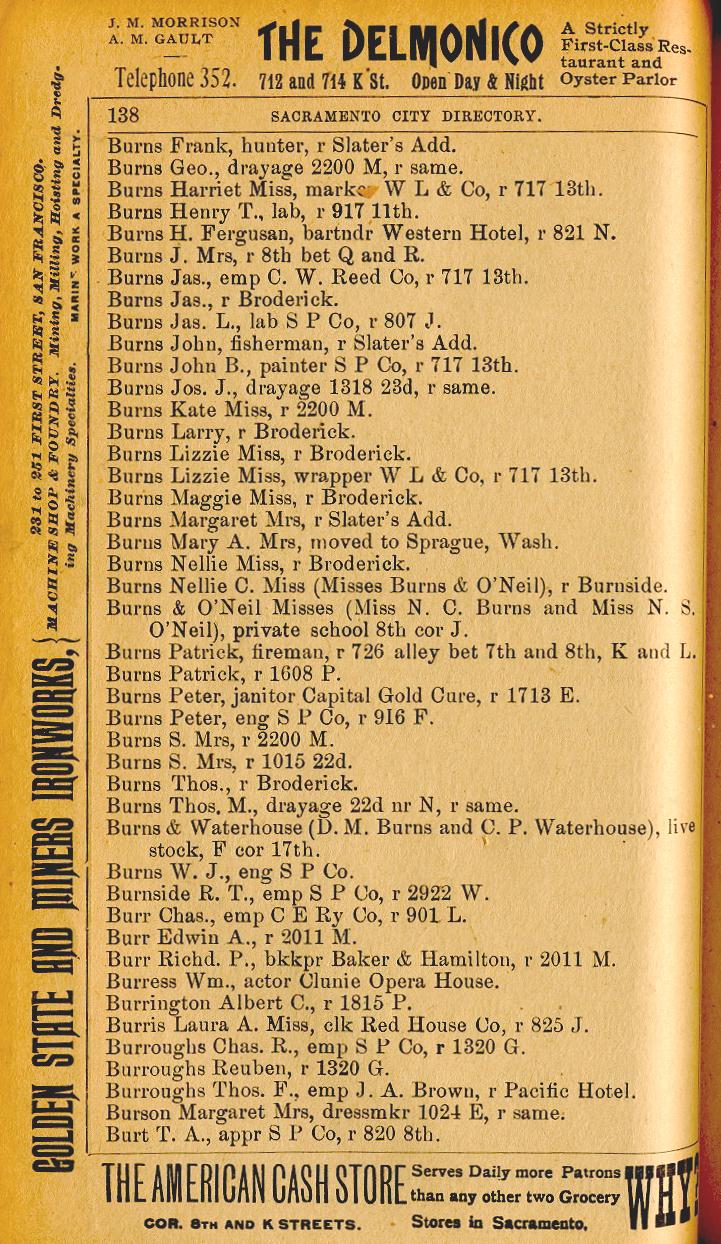 J. M. MORRISON
A. M. GAULT
Telephone 352.
THE DELMONICO
712 and 714 K St. Open Day & Night
A Strictly
First-Class Res-
taurant and
Oyster Parlor
138 SACRAMENTO CITY DIRECTORY.
Burns Frank, hunter, r Slater's Add.
Burns Geo., drayage 2200 M, r same.
Burns Harriet Miss, marke W L & Co, r 717 13th.
Burns Henry T., lab, r 917 11th.
Burns H. Fergusan, bartndr Western Hotel, r 821 N.
Burns J. Mrs, r 8th bet Q and R.
Burns Jas., emp C. W. Reed Co, r 717 13th.
Burns Jas., r Broderick.
Burns Jas. L., lab S P Co, r 807 J.
Burns John, fisherman, r Slater's Add.
Burns John B., painter S P Co, r 717 13th.
Burns Jos. J., drayage 1318 23d, r same.
Burns Kate Miss, r 2200 M.
Burns Larry, r Broderick.
Burns Lizzie Miss, r Broderick.
Burns Lizzie Miss, wrapper W L & Co, r 717 13th.
Burns Maggie Miss, r Broderick.
Burns Margaret Mrs, r Slater's Add.
Burns Mary A. Mrs, moved to Sprague, Wash.
Burns Nellie Miss, r Broderick.
Burns Nellie C. Miss (Misses Burns & O'Neil), r Burnside.
Burns & O'Neil Misses (Miss N. C. Burns and Miss N. S.
O'Neil), private school 8th cor J.
Burns Patrick, fireman, r 726 alley bet 7th and 8th, K and L.
Burns Patrick, r 1608 P.
Burns Peter, janitor Capital Gold Cure, r 1713 E.
Burns Peter, eng S P Co, r 916 F.
Burns S. Mrs, r 2200 M.
Burns S. Mrs, r 1015 22d.
Burns Thos., r Broderick.
Burns Thos. M., drayage 22d nr N, r same.
Burns & Waterhouse (D. M. Burns and C. P. Waterhouse), live
stock, F cor 17th.
Burns W. J., eng S P Co.
Burnside R. T., emp S P Co, r 2922 W.
Burr Chas., emp C E Ry Co, r 901 L.
Burr Edwin A., r 2011 M.
Burr Richd. P., bkkpr Baker & Hamilton, r 2011 M.
Burress Wm., actor Clunie Opera House.
Burrington Albert C., r 1815 P.
Burris Laura A. Miss, clk Red House Co, r 825 J.
Burroughs Chas. R., emp S P Co, r 1320 G.
Burroughs Reuben, r 1320 G.
Burroughs Thos. F., emp J. A. Brown, r Pacific Hotel.
Burson Margaret Mrs, dressmkr 1024 E, r same.
Burt T. A., appr S P Co, r 820 8th.
GOLDEN STATE AND MINERS IRONWORKS,
231 to 251 FIRST STREET, SAN FRANCISCO.
MACHINE SHOP & FOUNDRY. Mining, Milling, Hoisting and Dredg-
ing Machinery Specialties. MARINE WORK A SPECIALTY.
THE AMERICAN CASH STORE
COR. 8TH AND K STREETS.
Serves Daily more Patrons
than any other two Grocery
Stores in Sacramento.
WHY?